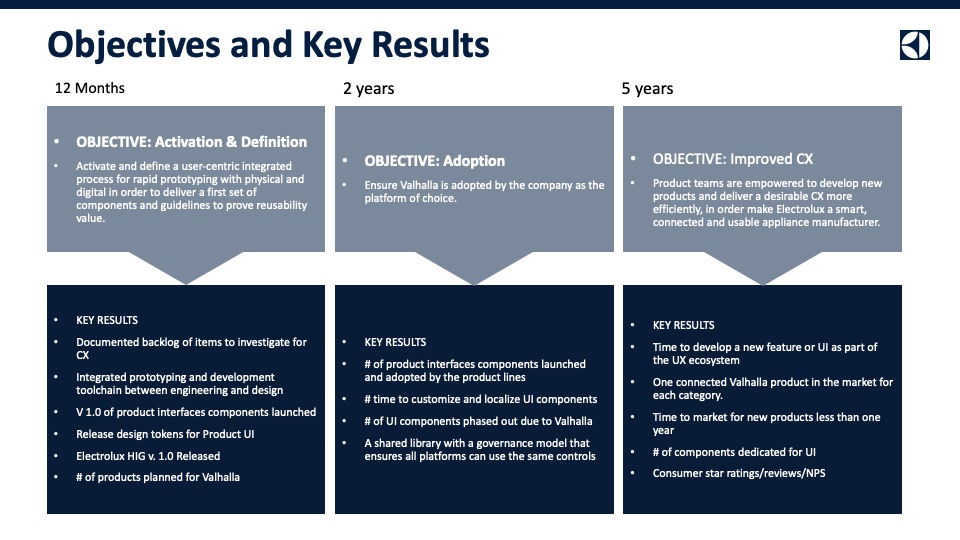 Objectives and Key Results
12 Months
• OBJECTIVE: Activation & Definition
• Activate and define a user-centric integrated
process for rapid prototyping with physical and
digital in order to deliver a first set of
components and guidelines to prove reusability
value.
• KEY RESULTS
• Documented backlog of items to investigate for
CX
• Integrated prototyping and development
toolchain between engineering and design
• V 1.0 of product interfaces components launched
• Release design tokens for Product UI
• Electrolux HIG v. 1.0 Released
• # of products planned for Valhalla
2 years
• OBJECTIVE: Adoption
• Ensure Valhalla is adopted by the company as the
platform of choice.
• KEY RESULTS
• # of product interfaces components launched
and adopted by the product lines
• # time to customize and localize UI components
• # of UI components phased out due to Valhalla
• A shared library with a governance model that
ensures all platforms can use the same controls
5 years
• OBJECTIVE: Improved CX
• Product teams are empowered to develop new
products and deliver a desirable CX more
efficiently, in order make Electrolux a smart,
connected and usable appliance manufacturer.
• KEY RESULTS
• Time to develop a new feature or UI as part of
the UX ecosystem
• One connected Valhalla product in the market for
each category.
• Time to market for new products less than one
year
• # of components dedicated for UI
• Consumer star ratings/reviews/NPS